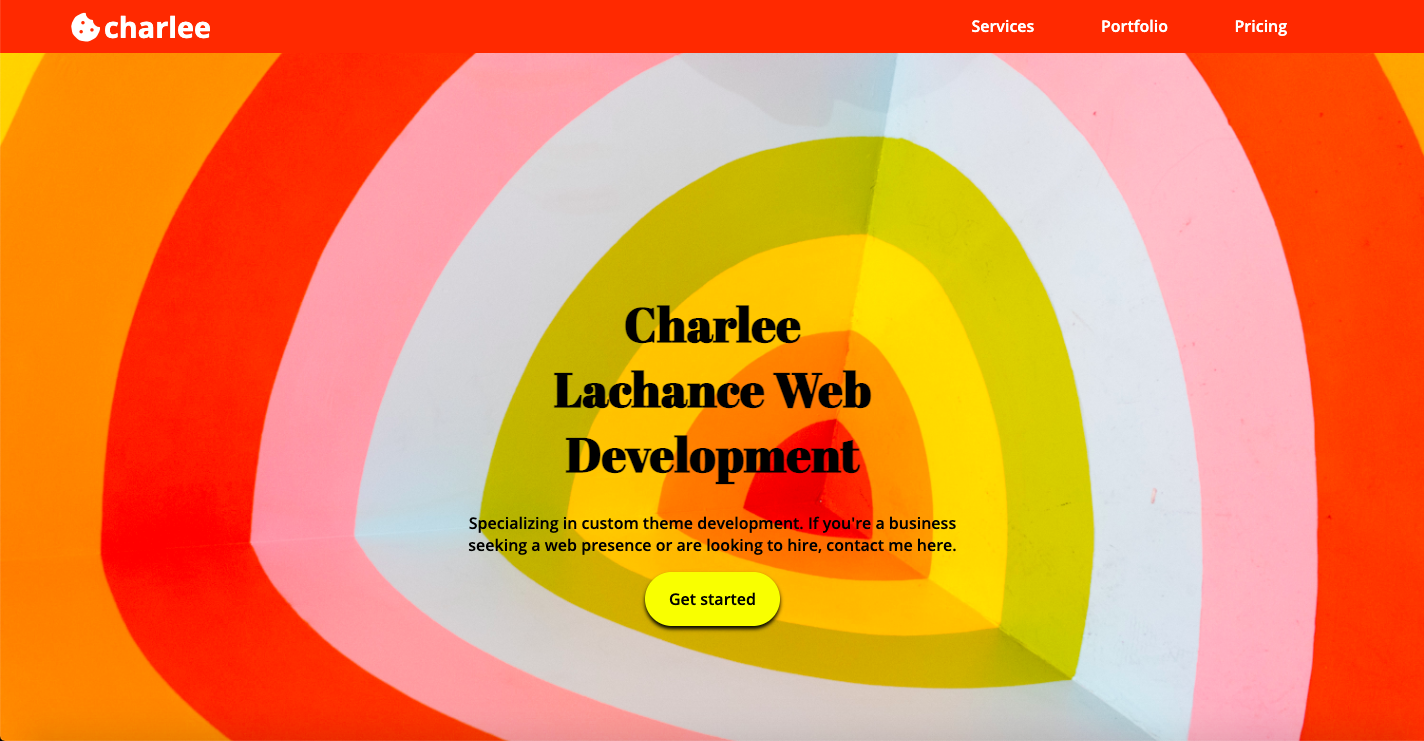 charlee
Services
Portfolio
Pricing
Charlee
Lachance Web
Development
Specializing in custom theme development. If you're a business
seeking a web presence or are looking to hire, contact me here.
Get started